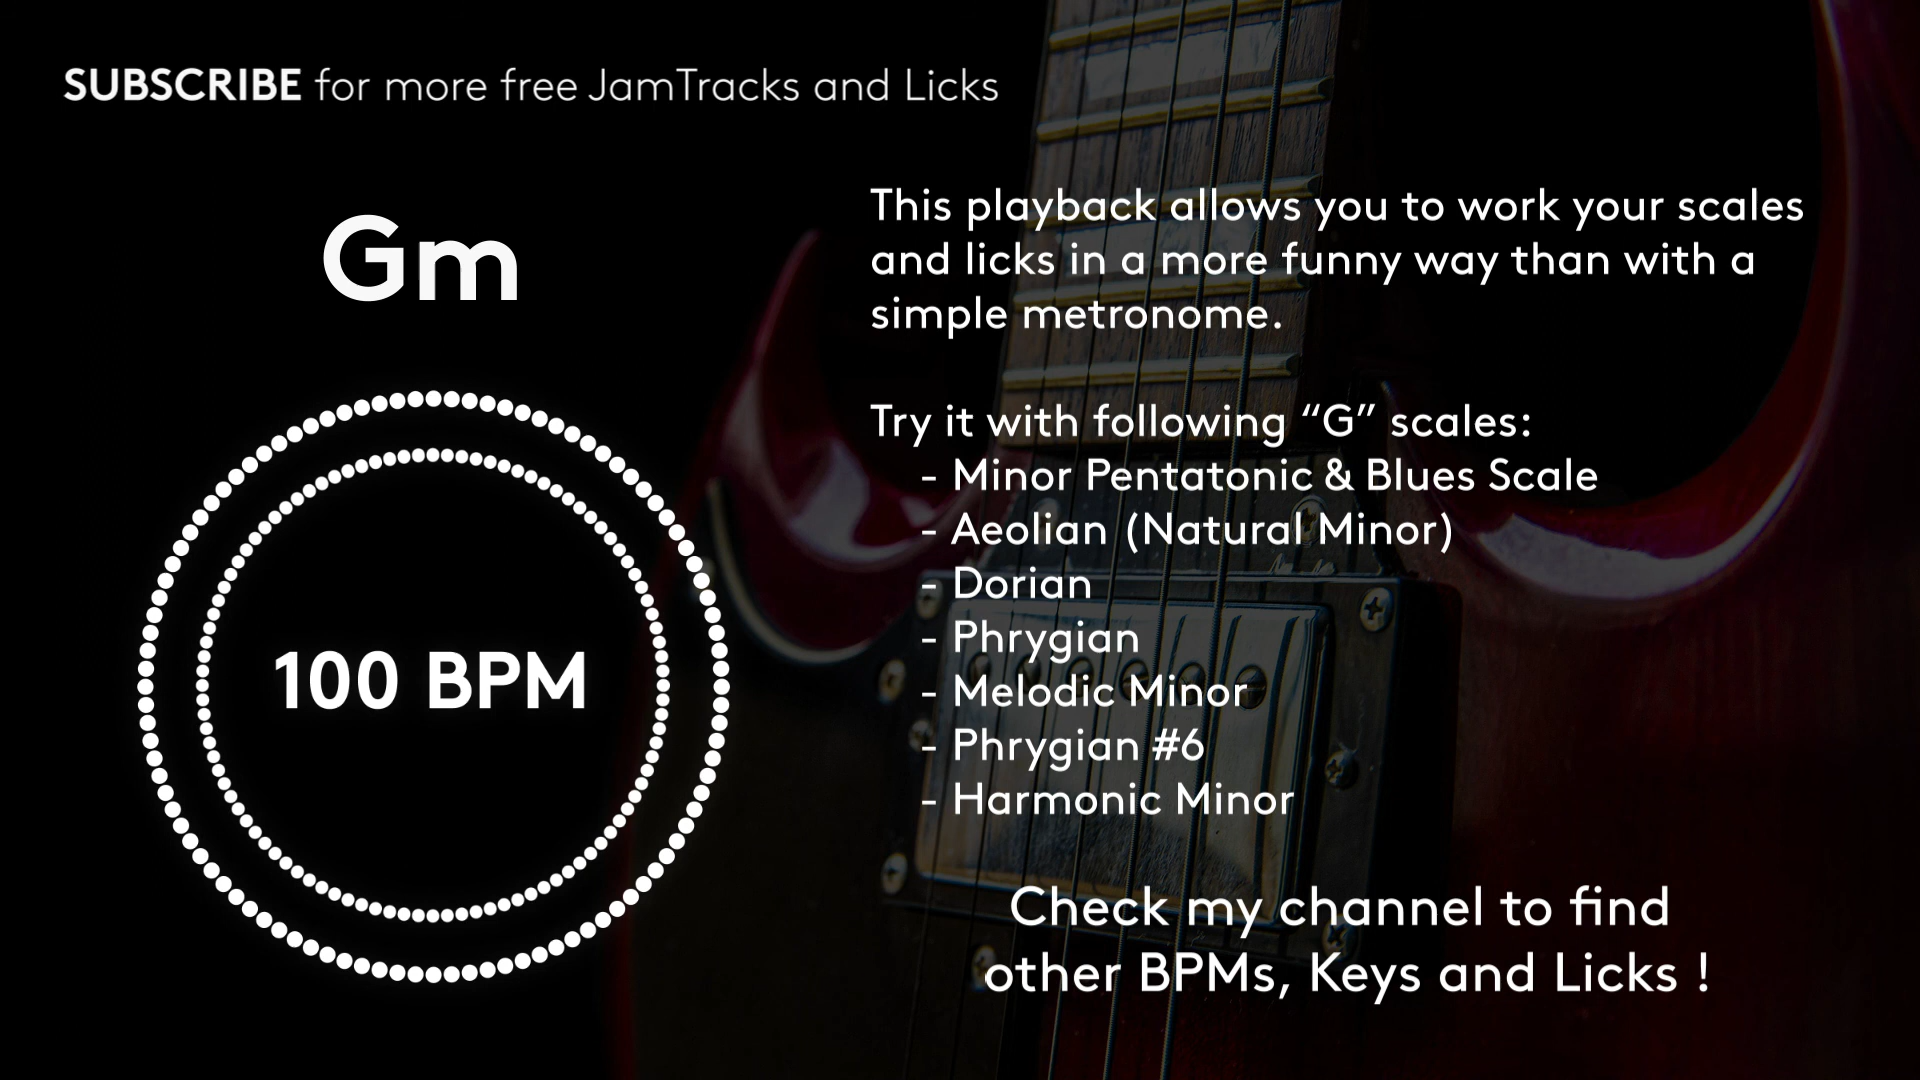 SUBSCRIBE for more free JamTracks and Licks
Gm
100 BPM
This playback allows you to work your scales
and licks in a more funny way than with a
simple metronome.
Try it with following “G” scales:
- Minor Pentatonic & Blues Scale
- Aeolian (Natural Minor)
- Dorian
- Phrygian
- Melodic Minor
- Phrygian #6
- Harmonic Minor
Check my channel to find
other BPMs, Keys and Licks !